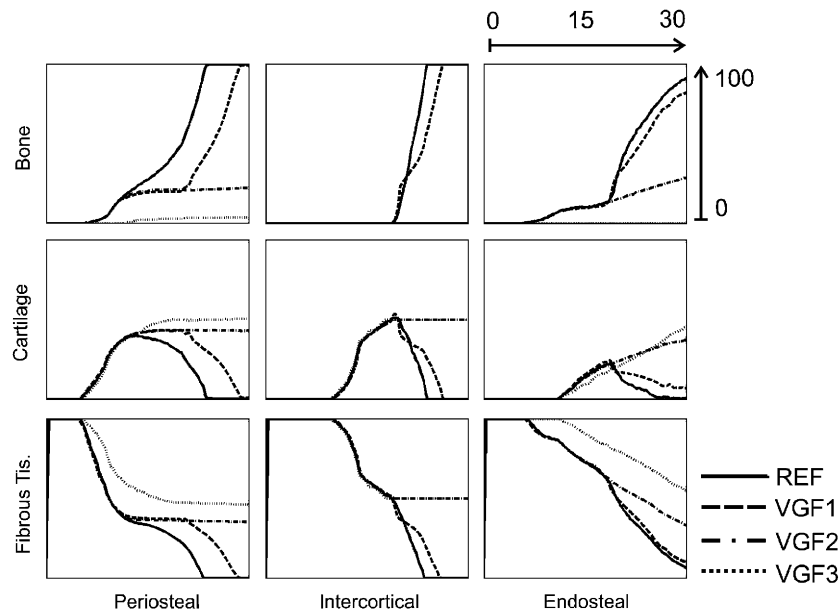 0 15 30
Bone
100
0
Cartilage
Fibrous Tis.
REF
VGF1
VGF2
VGF3
Periosteal Intercortical Endosteal